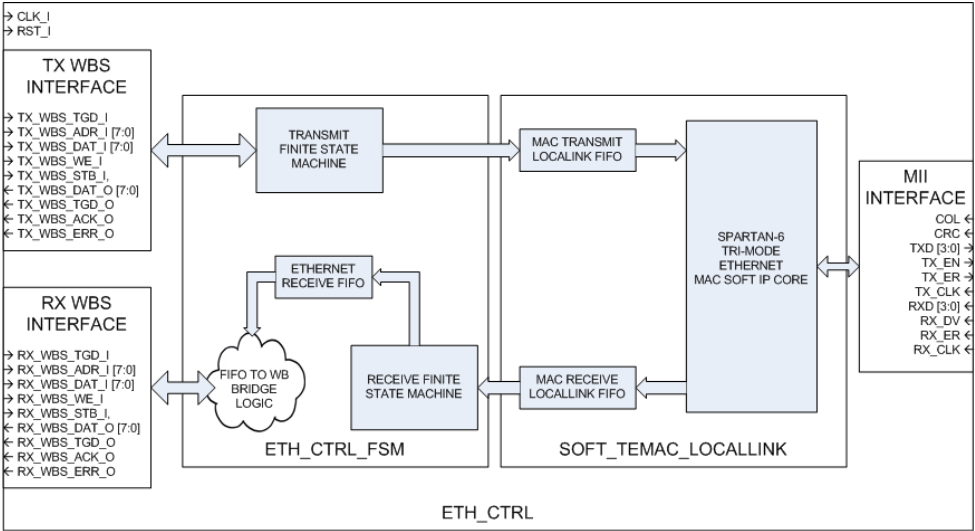 → CLK_I
→ RST_I
TX WBS
INTERFACE
→ TX_WBS_TGD_I
→ TX_WBS_ADR_I [7:0]
→ TX_WBS_DAT_I [7:0]
→ TX_WBS_WE_I
→ TX_WBS_STB_I,
← TX_WBS_DAT_O [7:0]
← TX_WBS_TGD_O
← TX_WBS_ACK_O
← TX_WBS_ERR_O
RX WBS
INTERFACE
→ RX_WBS_TGD_I
→ RX_WBS_ADR_I [7:0]
→ RX_WBS_DAT_I [7:0]
→ RX_WBS_WE_I
→ RX_WBS_STB_I,
← RX_WBS_DAT_O [7:0]
← RX_WBS_TGD_O
← RX_WBS_ACK_O
← RX_WBS_ERR_O
TRANSMIT
FINITE STATE
MACHINE
ETHERNET
RECEIVE FIFO
FIFO TO WB
BRIDGE
LOGIC
RECEIVE FINITE
STATE MACHINE
ETH_CTRL_FSM
MAC TRANSMIT
LOCALINK FIFO
MAC RECEIVE
LOCALLINK FIFO
SPARTAN-6
TRI-MODE
ETHERNET
MAC SOFT IP CORE
SOFT_TEMAC_LOCALLINK
MII
INTERFACE
COL ←
CRC ←
TXD [3:0] →
TX_EN →
TX_ER →
TX_CLK ←
RXD [3:0] ←
RX_DV ←
RX_ER ←
RX_CLK ←
ETH_CTRL